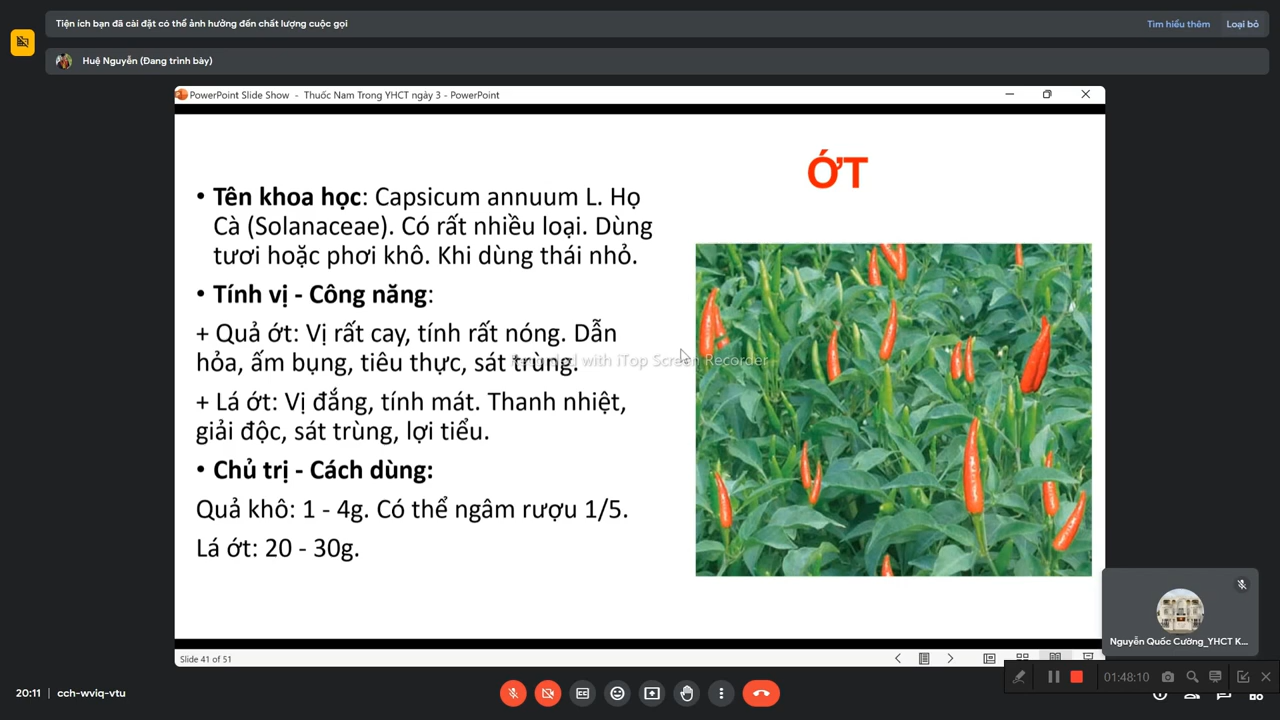 Tiện ích bạn đã cài đặt có thể ảnh hưởng đến chất lượng cuộc gọi
Tìm hiểu thêm
Loại bỏ
Huệ Nguyễn (Đang trình bày)
PowerPoint Slide Show - Thuốc Nam Trong YHCT ngày 3 - PowerPoint
ỚT
• Tên khoa học: Capsicum annuum L. Họ
Cà (Solanaceae). Có rất nhiều loại. Dùng
tươi hoặc phơi khô. Khi dùng thái nhỏ.
• Tính vị - Công năng:
+ Quả ớt: Vị rất cay, tính rất nóng. Dẫn
hỏa, ấm bụng, tiêu thực, sát trùng.
Recorded with iTop Screen Recorder
+ Lá ớt: Vị đắng, tính mát. Thanh nhiệt,
giải độc, sát trùng, lợi tiểu.
• Chủ trị - Cách dùng:
Quả khô: 1 - 4g. Có thể ngâm rượu 1/5.
Lá ớt: 20 - 30g.
Nguyễn Quốc Cường_YHCT K...
Slide 41 of 51
20:11 | cch-wviq-vtu
01:48:10